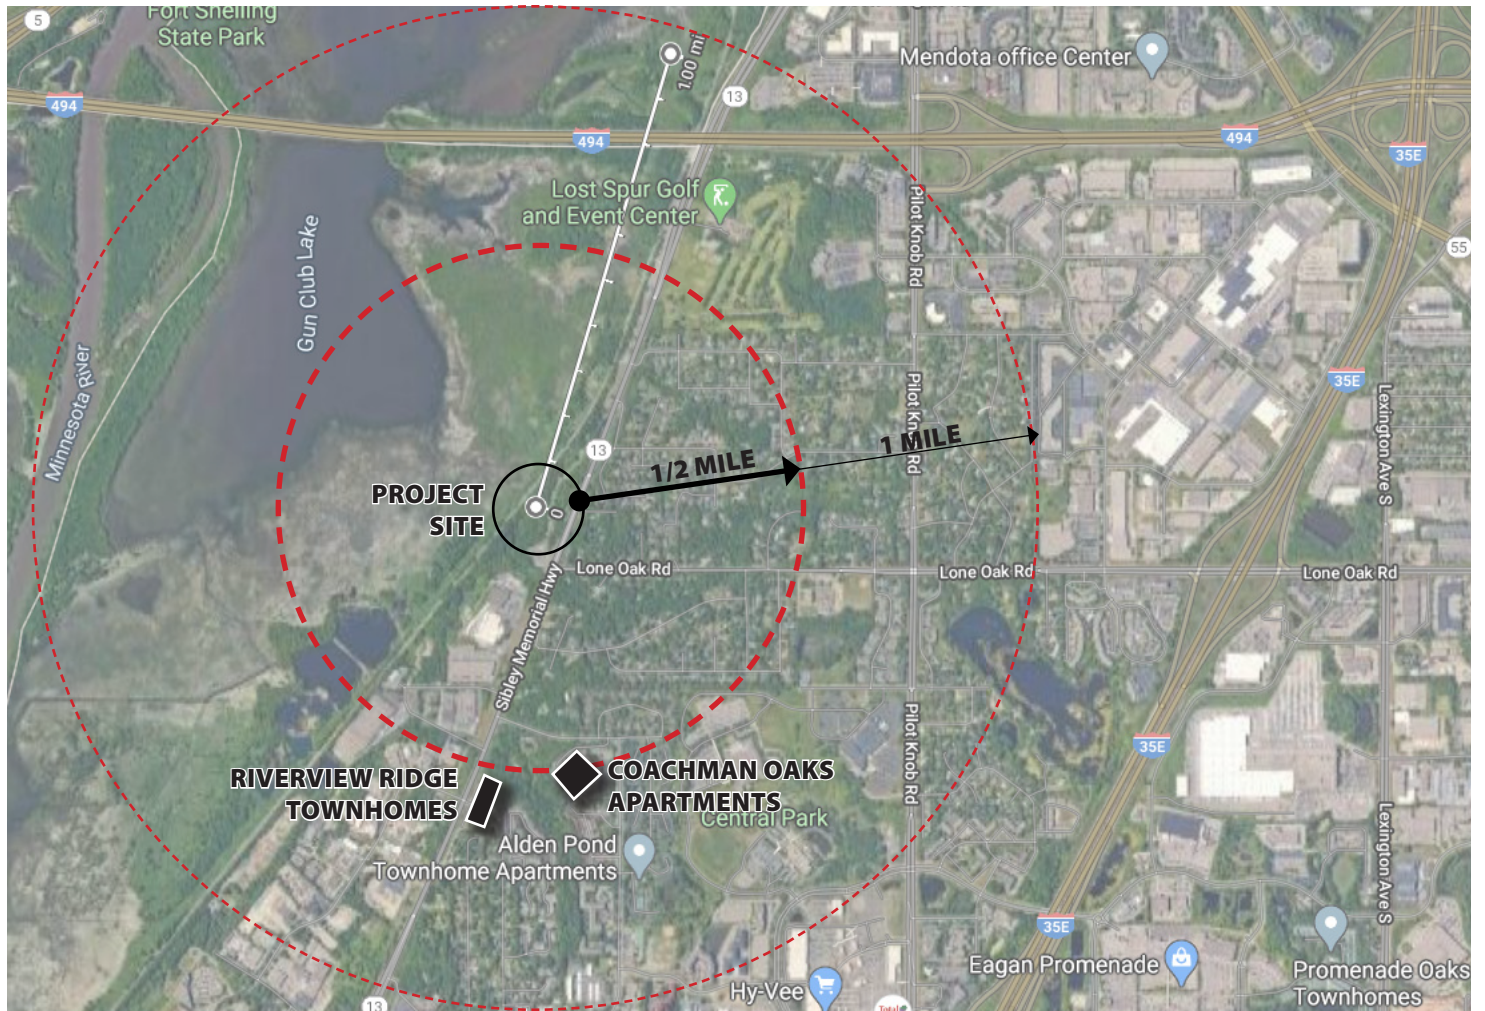 5
Fort Snelling
State Park
Mendota office Center
1.00 mi
13
494
494
494
35E
Lost Spur Golf
and Event Center
Pilot Knob Rd
55
Gun Club Lake
Minnesota River
35E
Lexington Ave S
Pilot Knob Rd
13
1/2 MILE
1 MILE
PROJECT
SITE
0
Lone Oak Rd
Lone Oak Rd
Lone Oak Rd
Sibley Memorial Hwy
Pilot Knob Rd
35E
RIVERVIEW RIDGE
TOWNHOMES
COACHMAN OAKS
APARTMENTS
Central Park
Alden Pond
Townhome Apartments
Lexington Ave S
35E
Eagan Promenade
Promenade Oaks
Townhomes
Hy-Vee
13
Total